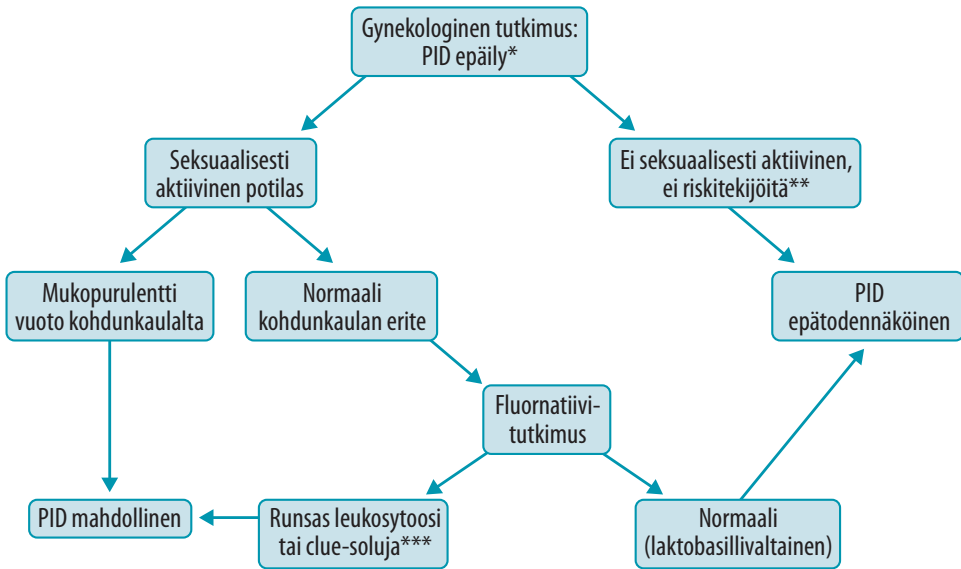 Gynekologinen tutkimus:
PID epäily*
Seksuaalisesti
aktiivinen potilas
Ei seksuaalisesti aktiivinen,
ei riskitekijöitä**
Mukopurulentti
vuoto kohdunkaulalta
Normaali
kohdunkaulan erite
PID
epätodennäköinen
Fluornatiivi-
tutkimus
PID mahdollinen
Runsas leukosytoosi
tai clue-soluja***
Normaali
(laktobasillivaltainen)